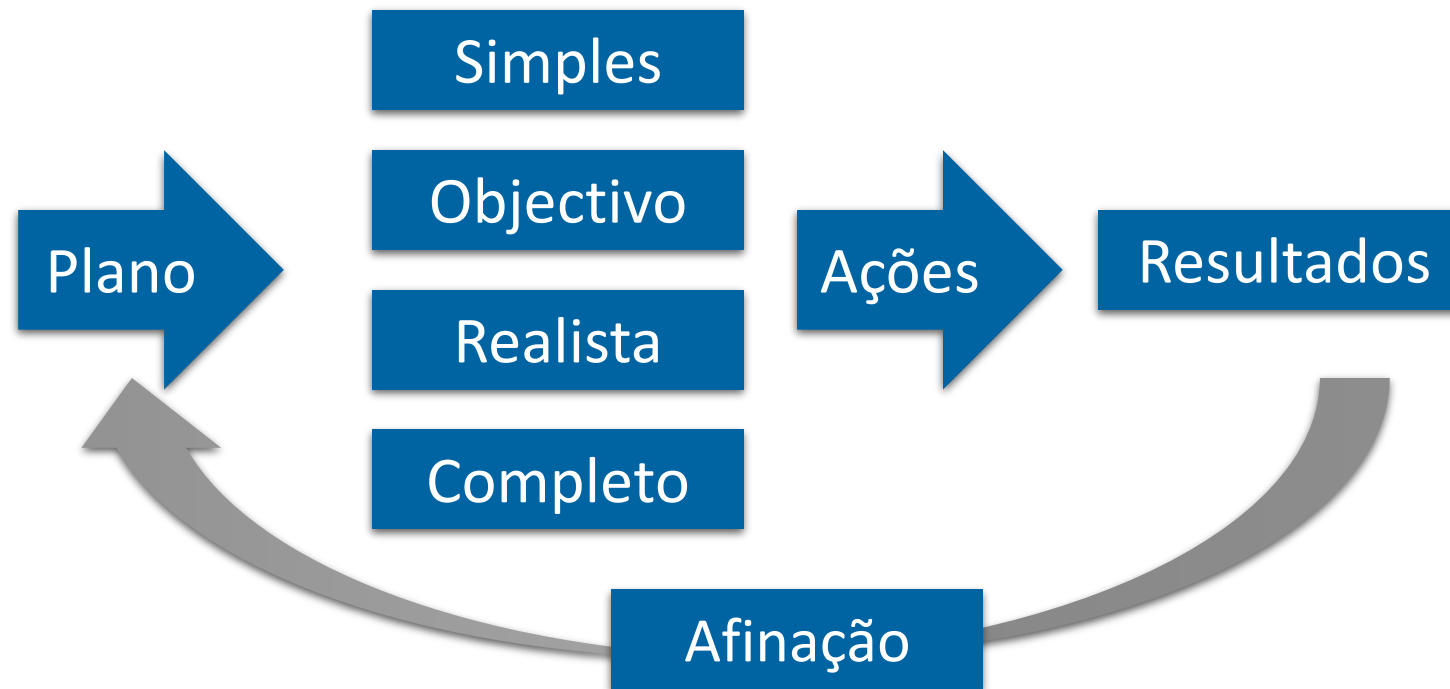 Plano
Simples
Objectivo
Realista
Completo
Ações
Resultados
Afinação